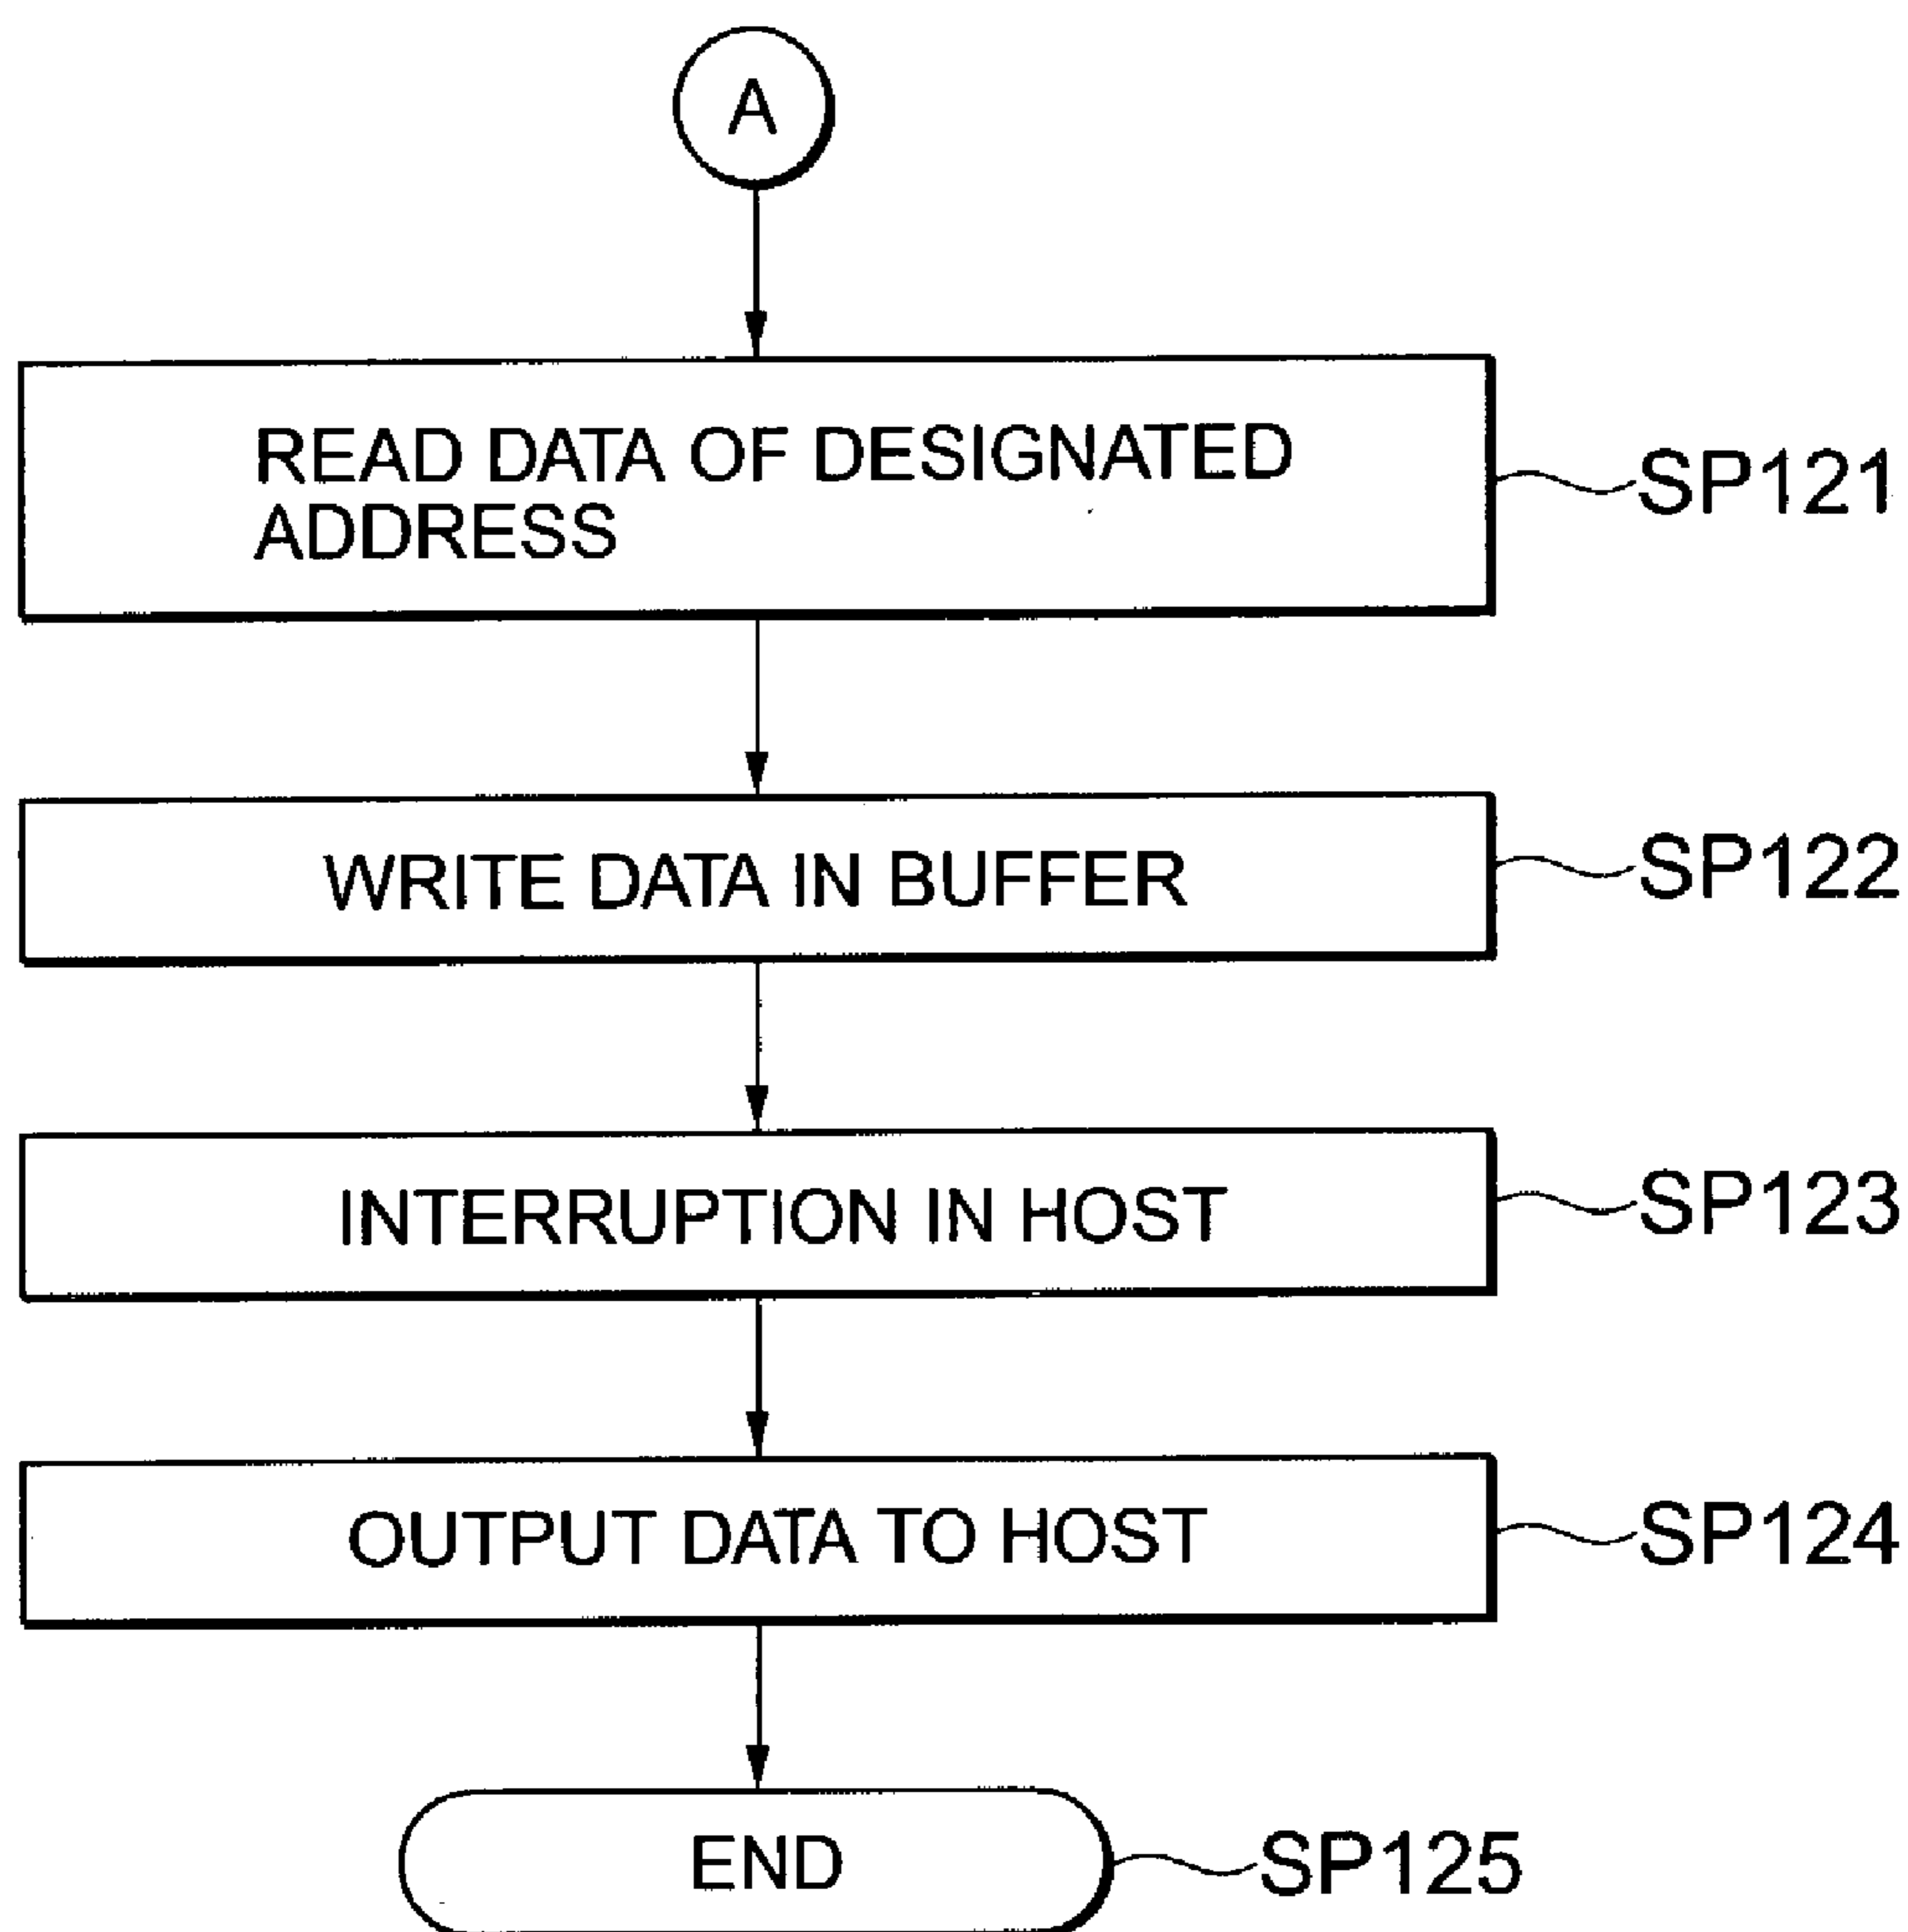 A
READ DATA OF DESIGNATED
ADDRESS
SP121
WRITE DATA IN BUFFER
SP122
INTERRUPTION IN HOST
SP123
OUTPUT DATA TO HOST
SP124
END
SP125